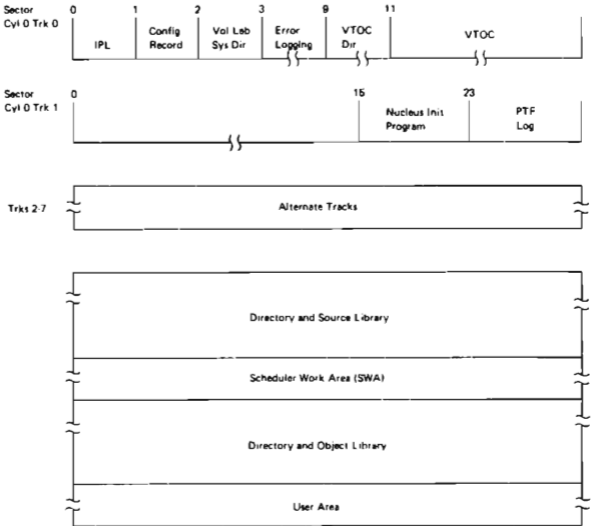 Sector 0 1 2 3 9 11
Cyl 0 Trk 0
IPL
Config
Record
Vol Lab
Sys Dir
Error
Logging
VTOC
Dir
VTOC
Sector 0 15 23
Cyl 0 Trk 1
Nucleus Init
Program
PTF
Log
Trks 2-7
Alternate Tracks
Directory and Source Library
Scheduler Work Area (SWA)
Directory and Object Library
User Area